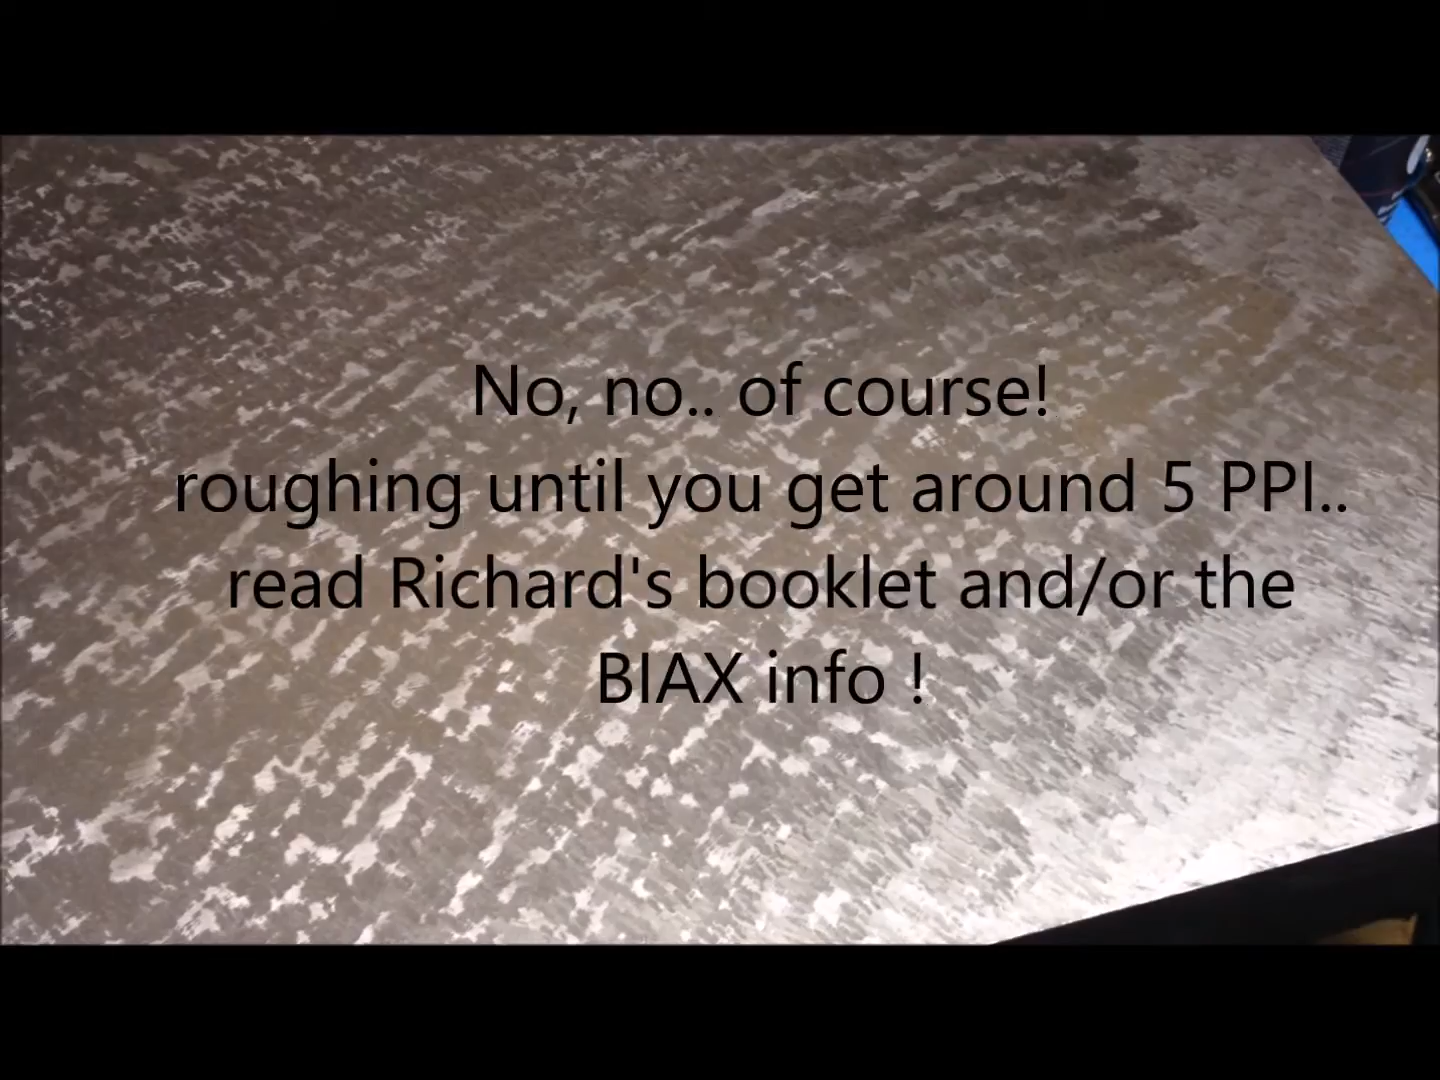 No, no.. of course!
roughing until you get around 5 PPI..
read Richard's booklet and/or the
BIAX info !